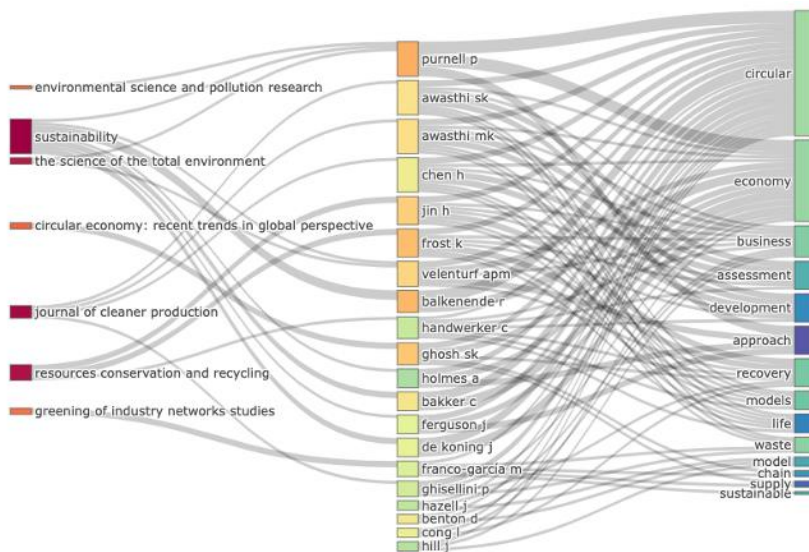 environmental science and pollution research
sustainability
the science of the total environment
circular economy: recent trends in global perspective
journal of cleaner production
resources conservation and recycling
greening of industry networks studies
purnell p
awasthi sk
awasthi mk
chen h
jin h
frost k
velenturf apm
balkenende r
handwerker c
ghosh sk
holmes a
bakker c
ferguson j
de koning j
franco-garcia m
ghisellini p
hazell j
benton d
cong l
hill j
circular
economy
business
assessment
development
approach
recovery
models
life
waste
model
chain
supply
sustainable